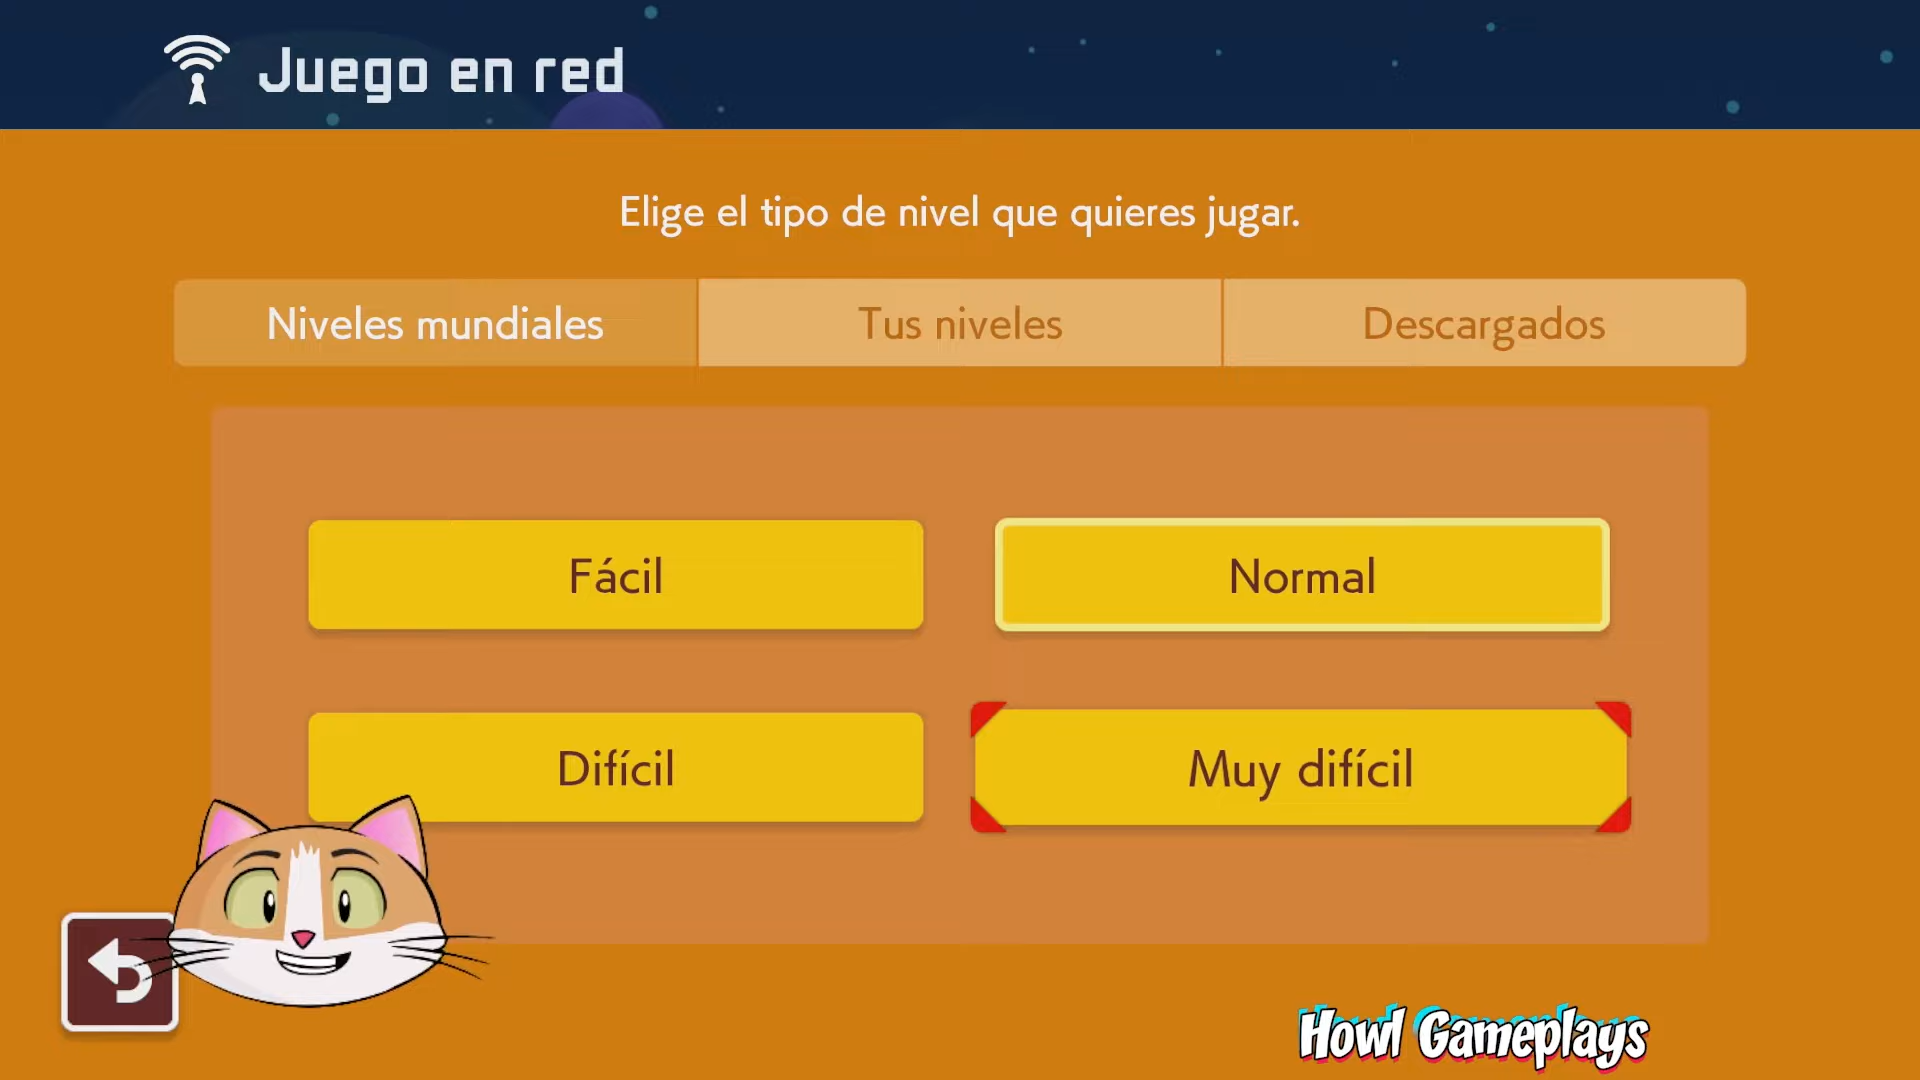 Juego en red
Elige el tipo de nivel que quieres jugar.
Niveles mundiales
Tus niveles
Descargados
Fácil
Normal
Difícil
Muy difícil
Howl Gameplays